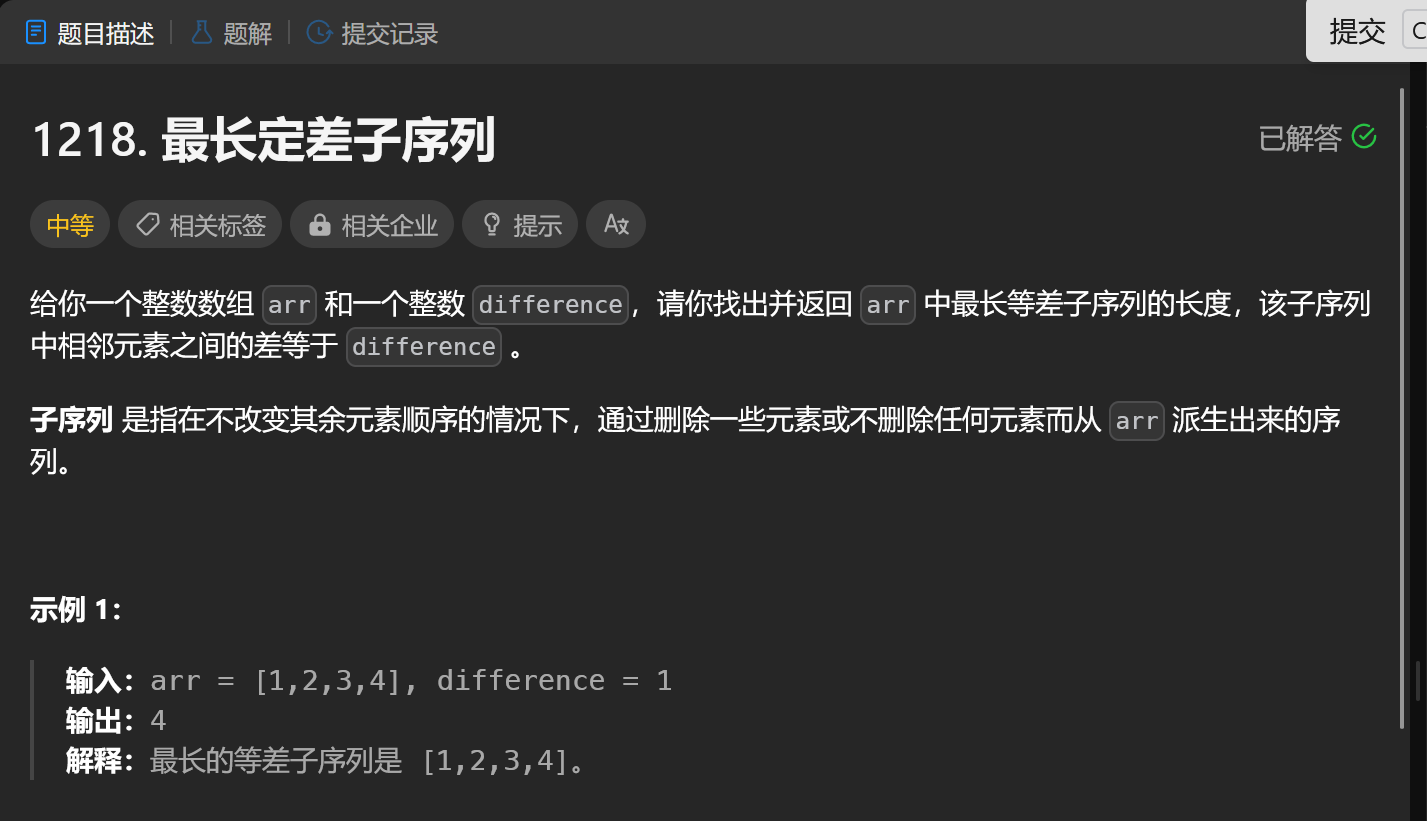 题目描述 题解 提交记录 提交 C
1218. 最长定差子序列 已解答
中等 相关标签 相关企业 提示
给你一个整数数组 arr 和一个整数 difference，请你找出并返回 arr 中最长等差子序列的长度，该子序列
中相邻元素之间的差等于 difference 。
子序列 是指在不改变其余元素顺序的情况下，通过删除一些元素或不删除任何元素而从 arr 派生出来的序
列。
示例 1：
输入：arr = [1,2,3,4], difference = 1
输出：4
解释：最长的等差子序列是 [1,2,3,4]。